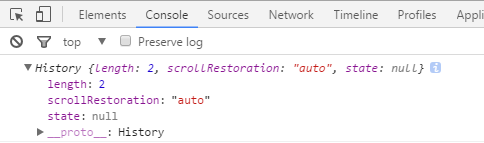 Elements Console Sources Network Timeline Profiles Appli
top Preserve log
History {length: 2, scrollRestoration: "auto", state: null}
length: 2
scrollRestoration: "auto"
state: null
__proto__: History